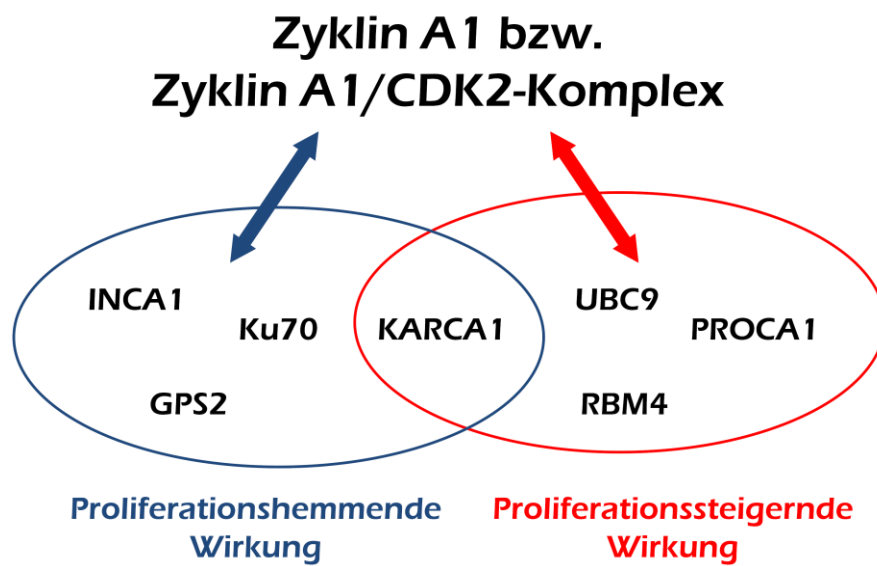 Zyklin A1 bzw.
Zyklin A1/CDK2-Komplex
INCA1
Ku70
KARCA1
UBC9
PROCA1
GPS2
RBM4
Proliferationshemmende
Wirkung
Proliferationssteigernde
Wirkung